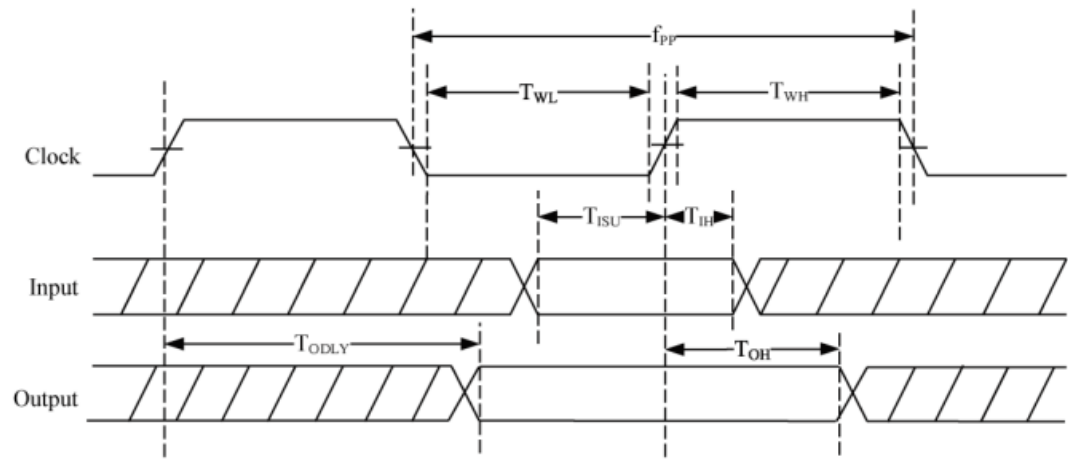 fPP
TWL
TWH
Clock
TISU
TIH
Input
TODLY
TOH
Output